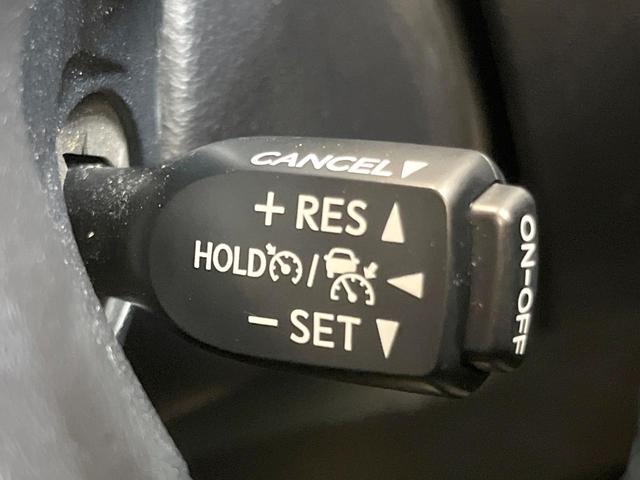 CANCEL▼
+ RES ▲
HOLD / ◀
− SET ▼
ON-OFF